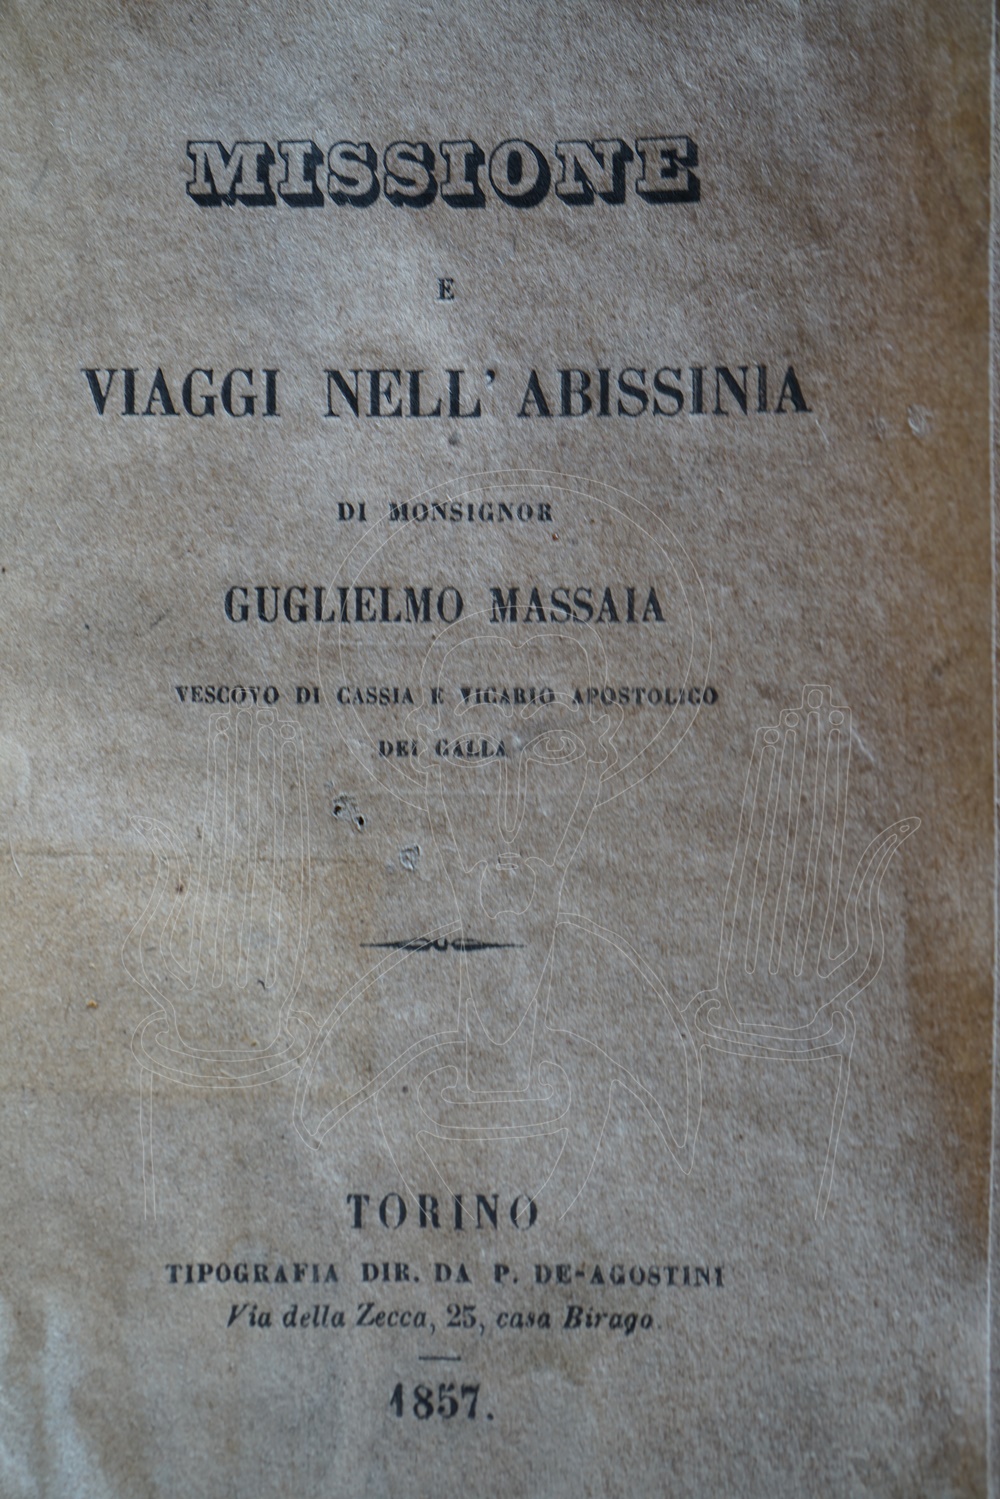 MISSIONE
E
VIAGGI NELL' ABISSINIA
DI MONSIGNOR
GUGLIELMO MASSAIA
VESCOVO DI CASSIA E VICARIO APOSTOLICO
DEI GALLA
TORINO
TIPOGRAFIA DIR. DA P. DE-AGOSTINI
Via della Zecca, 25, casa Birago.
1857.